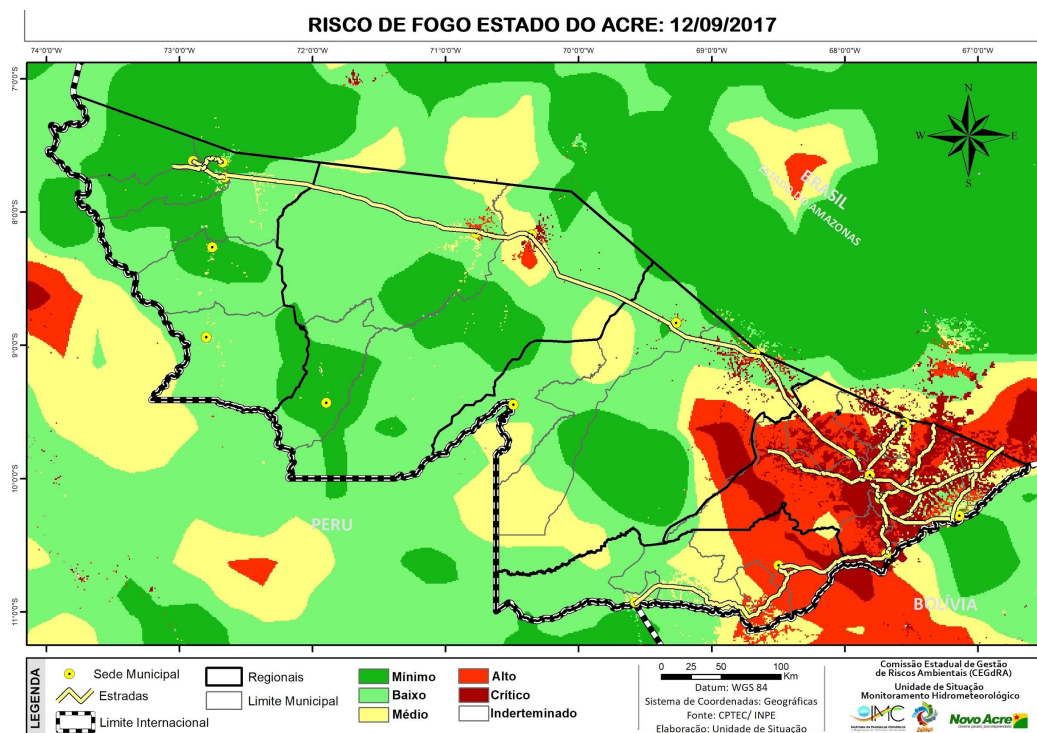 RISCO DE FOGO ESTADO DO ACRE: 12/09/2017
74°0'0"W 73°0'0"W 72°0'0"W 71°0'0"W 70°0'0"W 69°0'0"W 68°0'0"W 67°0'0"W
7°0'0"S
8°0'0"S
9°0'0"S
10°0'0"S
11°0'0"S
N
W E
S
BRASIL
ESTADO DO AMAZONAS
PERU
BOLÍVIA
LEGENDA
Sede Municipal
Estradas
Limite Internacional
Regionais
Limite Municipal
Mínimo
Baixo
Médio
Alto
Crítico
Inderteminado
0 25 50 100
Km
Datum: WGS 84
Sistema de Coordenadas: Geográficas
Fonte: CPTEC/ INPE
Elaboração: Unidade de Situação
Comissão Estadual de Gestão
de Riscos Ambientais (CEGdRA)
Unidade de Situação
Monitoramento Hidrometeorológico
IMC
Novo Acre